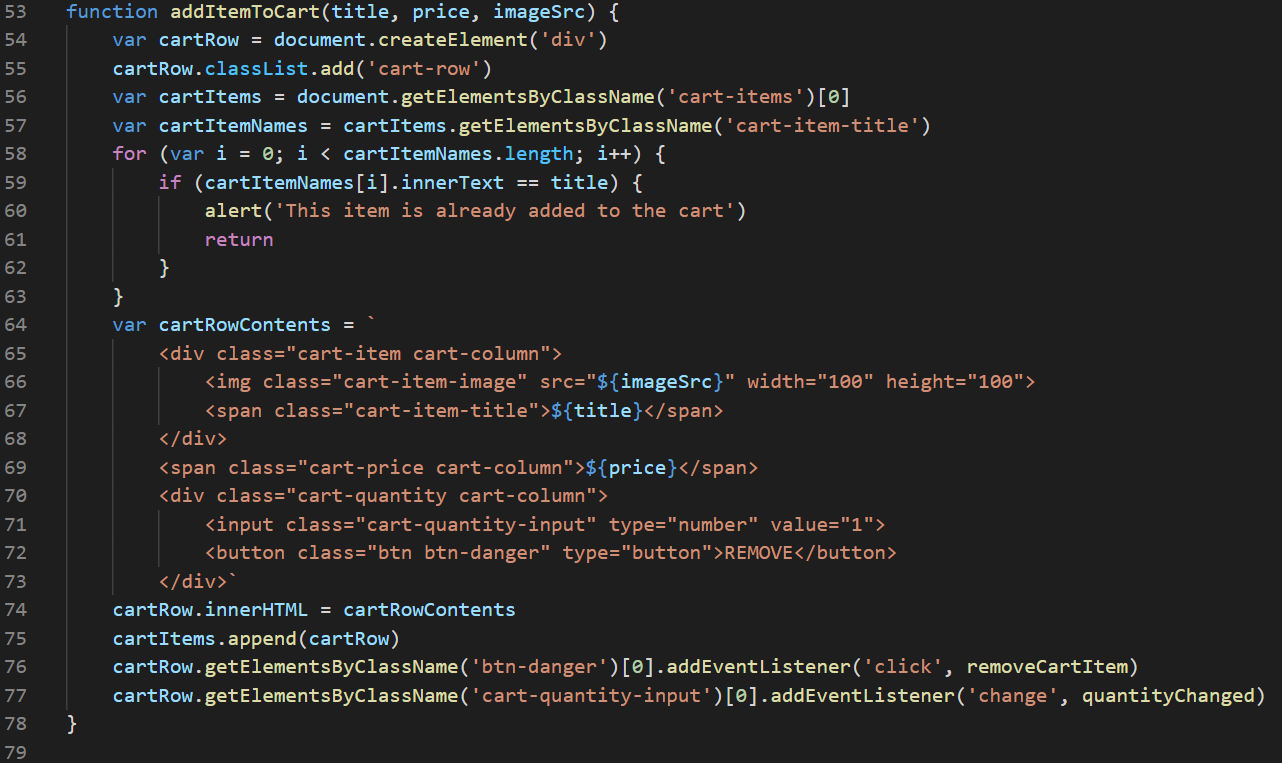 53 function addItemToCart(title, price, imageSrc) {
54     var cartRow = document.createElement('div')
55     cartRow.classList.add('cart-row')
56     var cartItems = document.getElementsByClassName('cart-items')[0]
57     var cartItemNames = cartItems.getElementsByClassName('cart-item-title')
58     for (var i = 0; i < cartItemNames.length; i++) {
59         if (cartItemNames[i].innerText == title) {
60             alert('This item is already added to the cart')
61             return
62         }
63     }
64     var cartRowContents = `
65         <div class="cart-item cart-column">
66             <img class="cart-item-image" src="${imageSrc}" width="100" height="100">
67             <span class="cart-item-title">${title}</span>
68         </div>
69         <span class="cart-price cart-column">${price}</span>
70         <div class="cart-quantity cart-column">
71             <input class="cart-quantity-input" type="number" value="1">
72             <button class="btn btn-danger" type="button">REMOVE</button>
73         </div>`
74     cartRow.innerHTML = cartRowContents
75     cartItems.append(cartRow)
76     cartRow.getElementsByClassName('btn-danger')[0].addEventListener('click', removeCartItem)
77     cartRow.getElementsByClassName('cart-quantity-input')[0].addEventListener('change', quantityChanged)
78 }
79